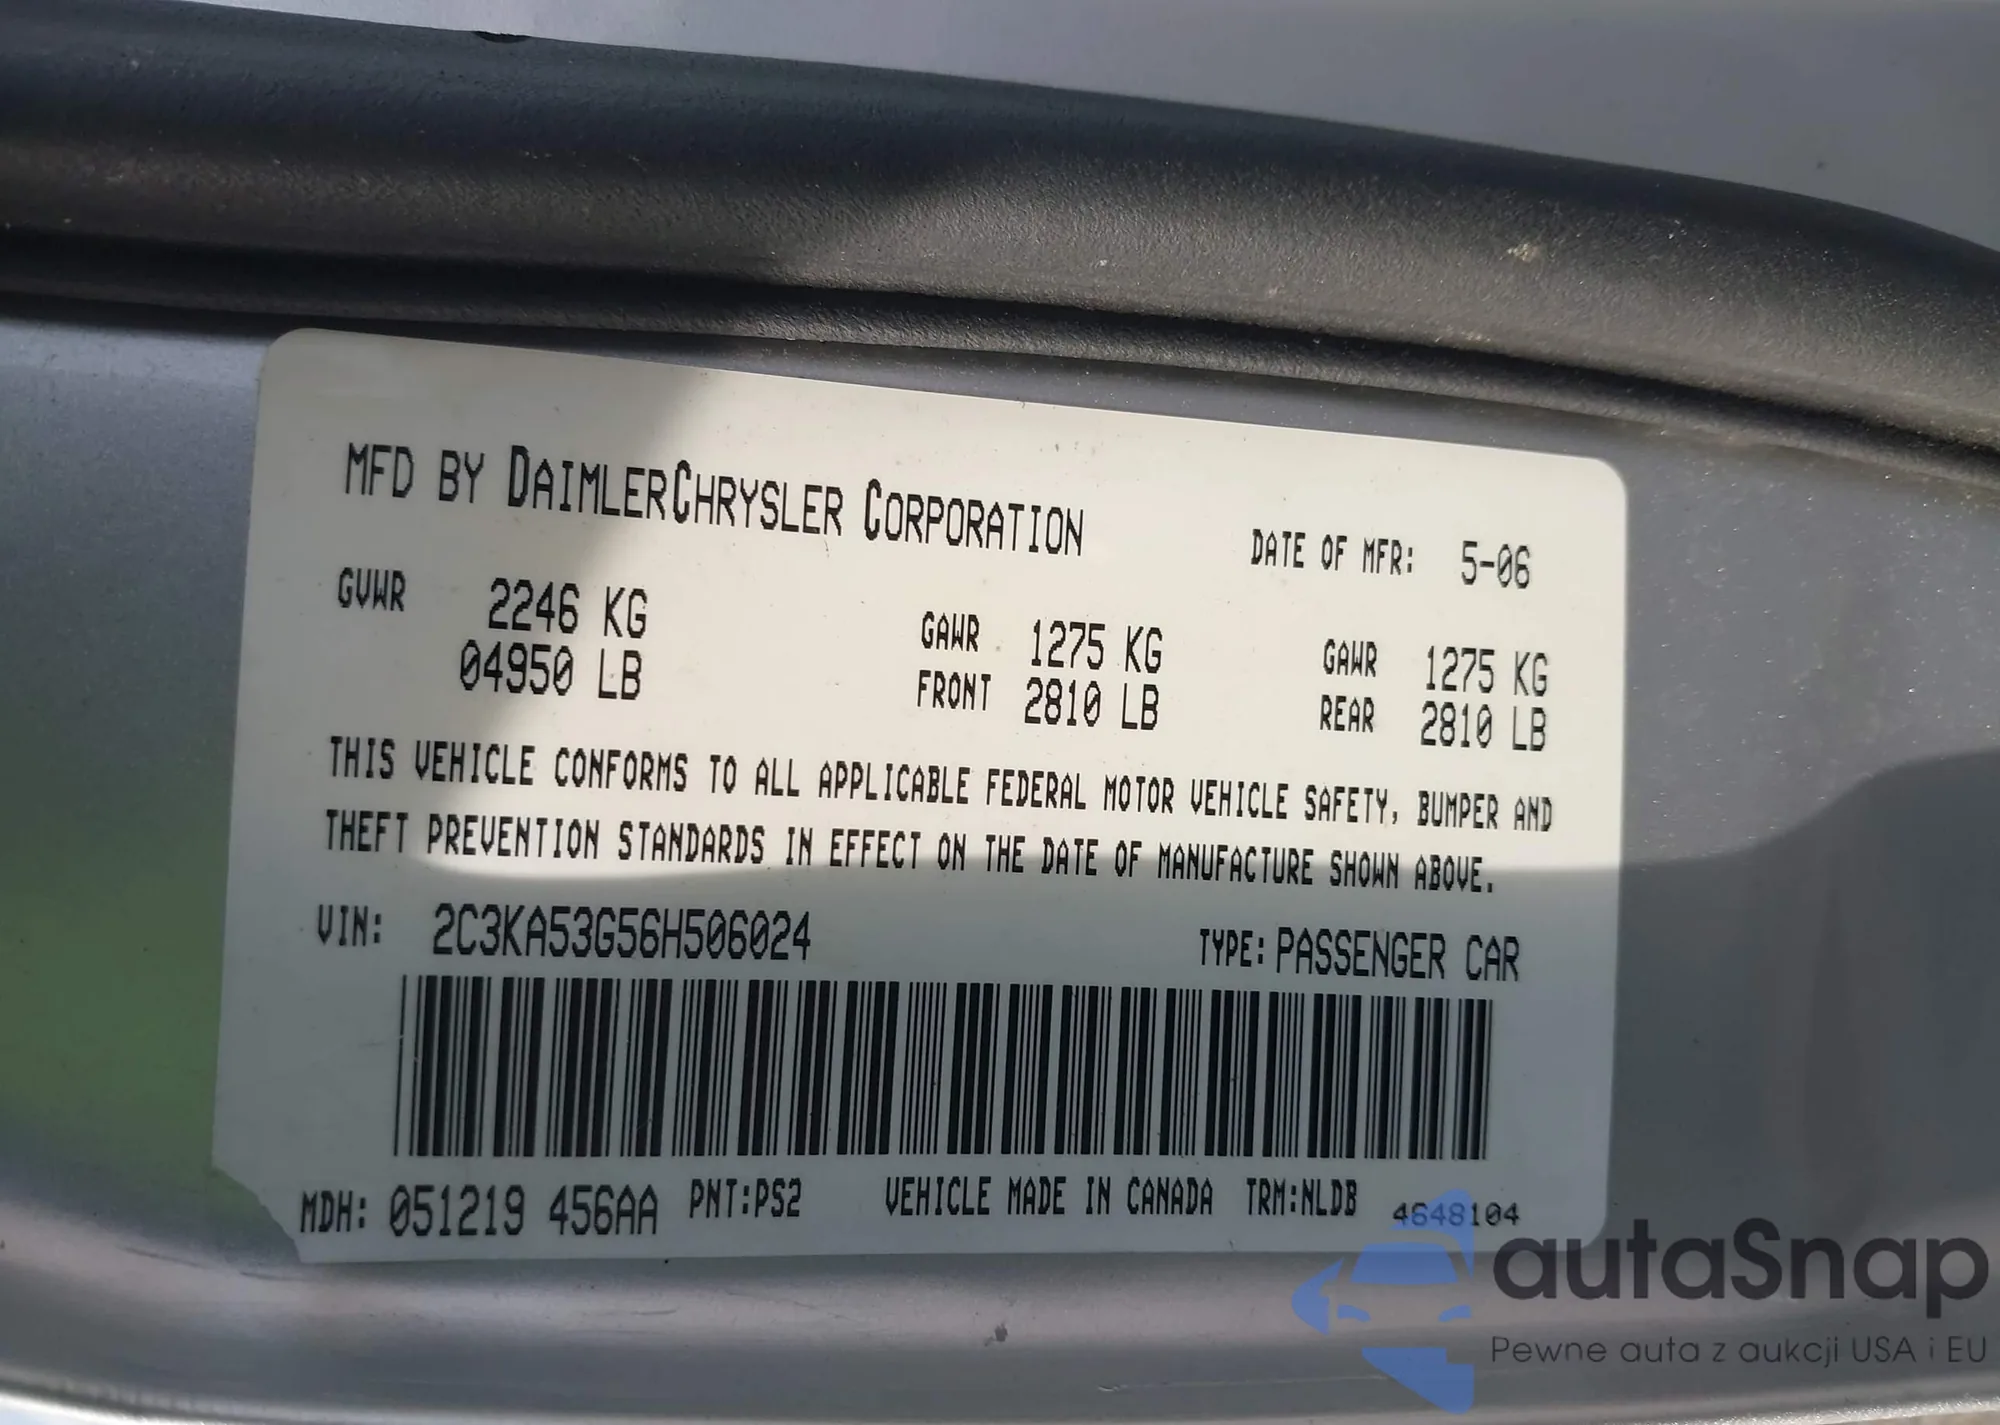 MFD BY DAIMLERCHRYSLER CORPORATION DATE OF MFR: 5-06
GVWR 2246 KG GAWR 1275 KG GAWR 1275 KG
04950 LB FRONT 2810 LB REAR 2810 LB
THIS VEHICLE CONFORMS TO ALL APPLICABLE FEDERAL MOTOR VEHICLE SAFETY, BUMPER AND
THEFT PREVENTION STANDARDS IN EFFECT ON THE DATE OF MANUFACTURE SHOWN ABOVE.
VIN: 2C3KA53G56H506024 TYPE: PASSENGER CAR
MDH: 051219 456AA PNT:PS2 VEHICLE MADE IN CANADA TRM:NLDB 4648104
autaSnap
Pewne auta z aukcji USA i EU